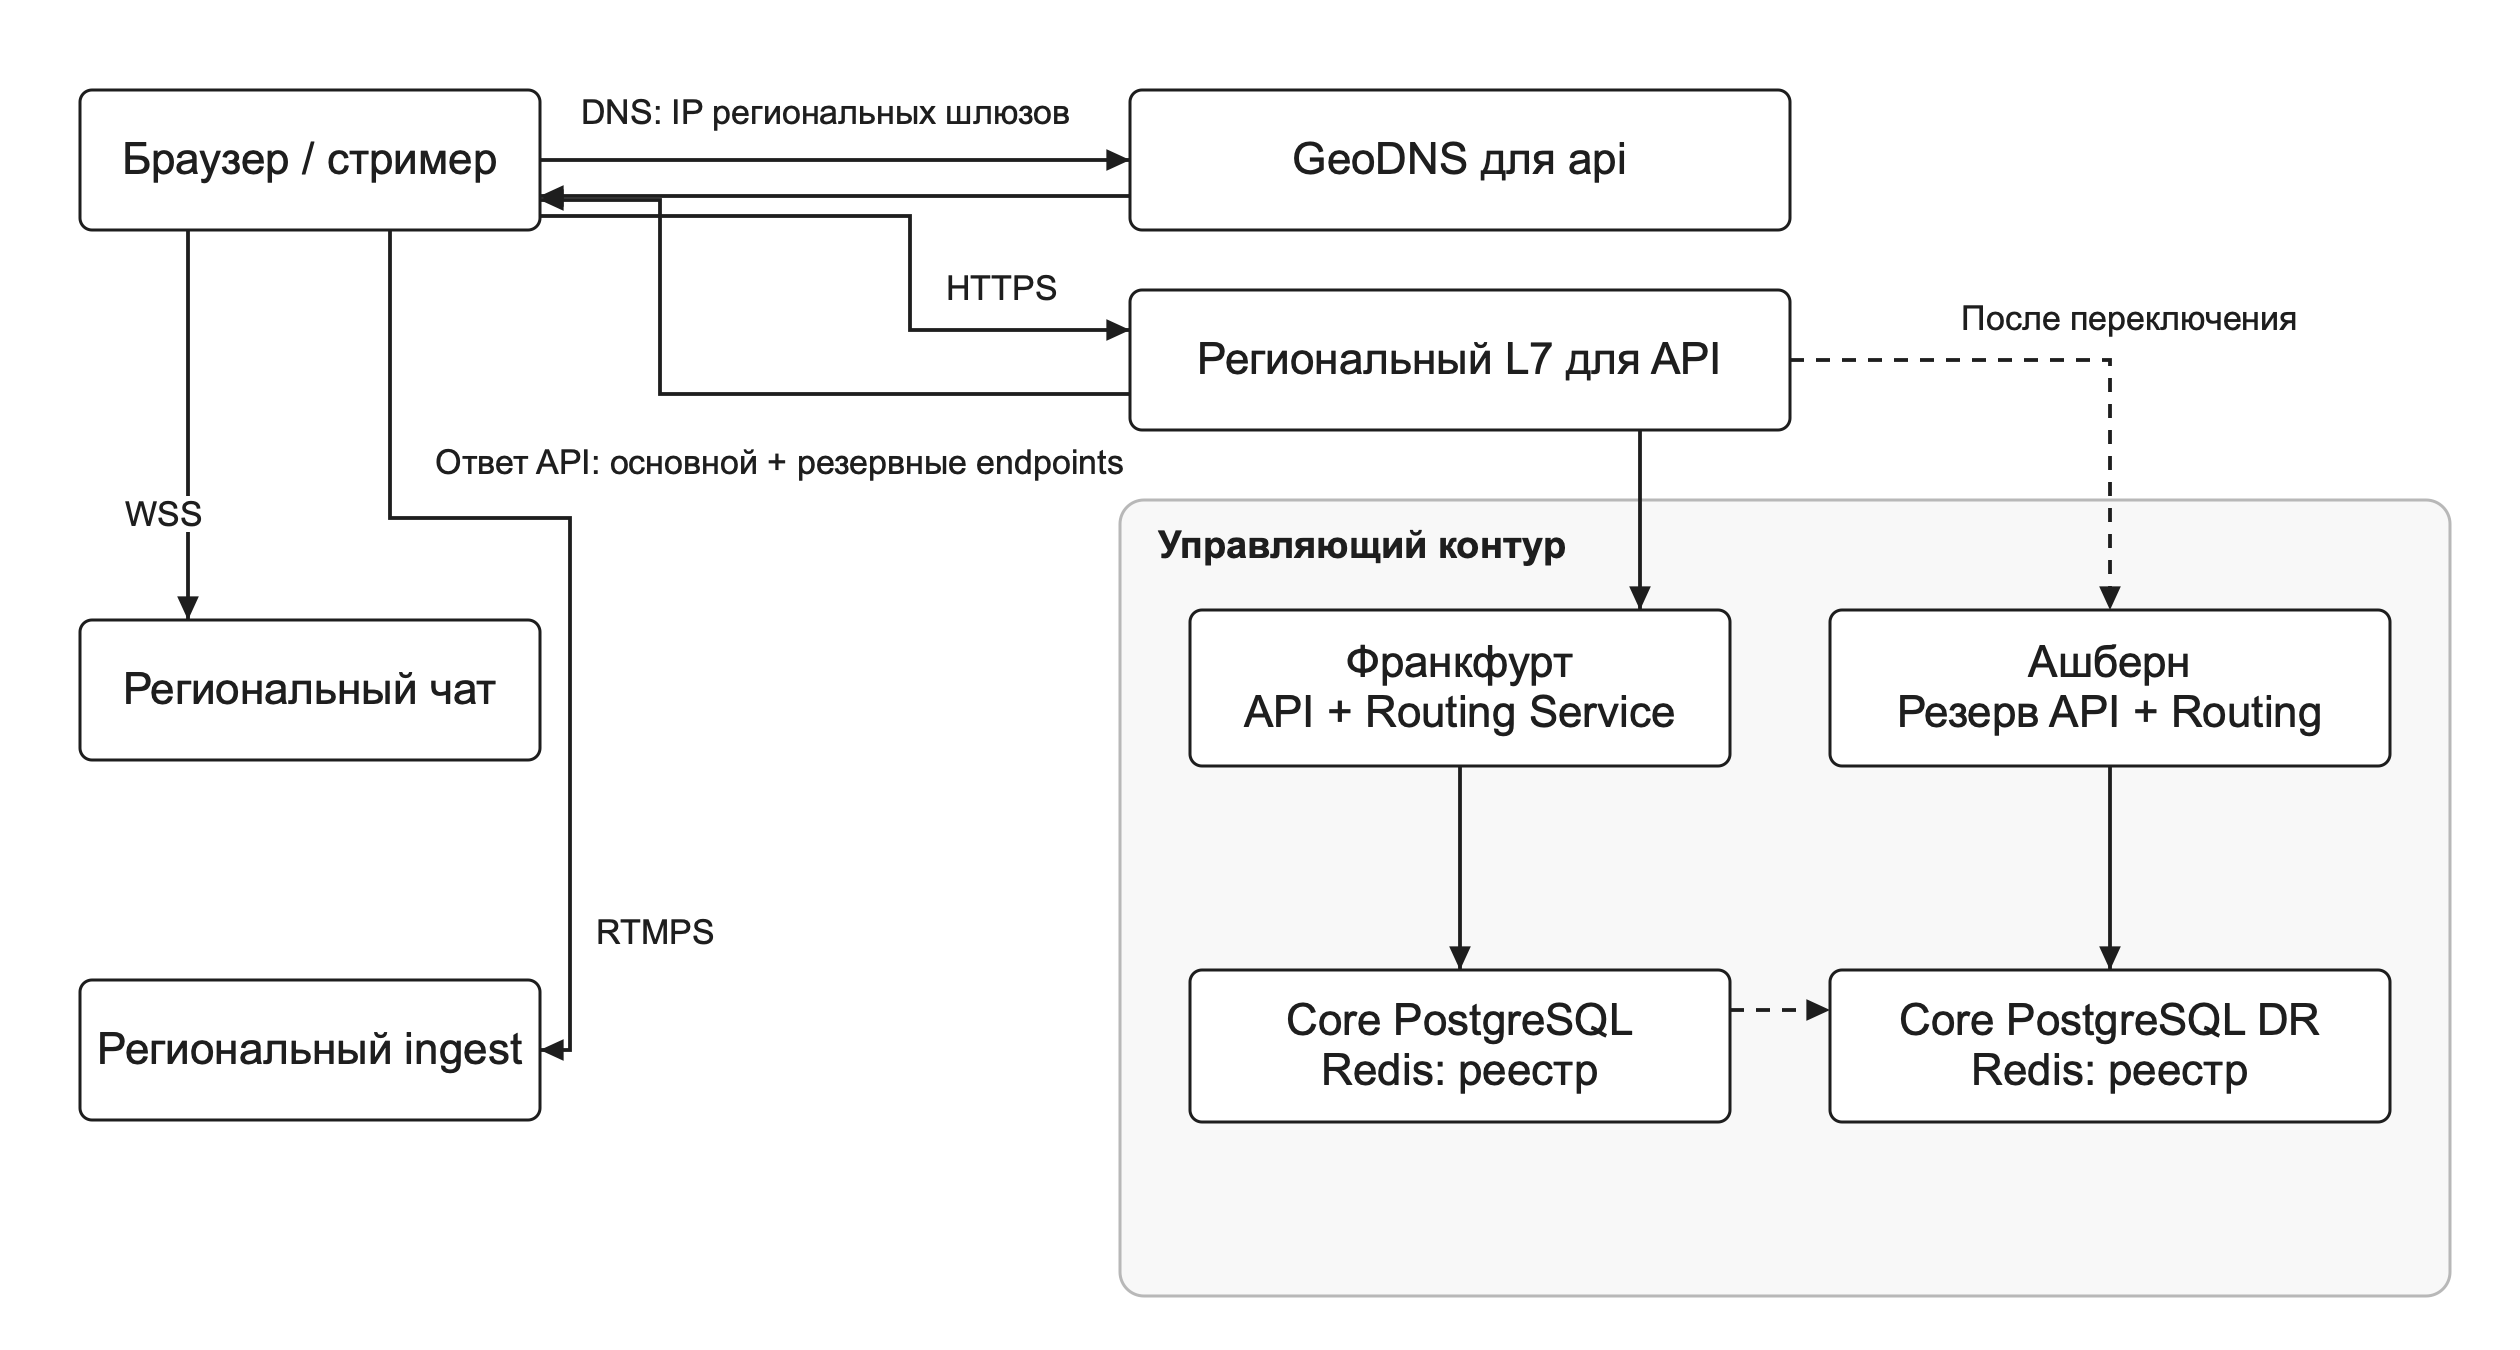 Браузер / стример
DNS: IP региональных шлюзов
GeoDNS для api
HTTPS
Региональный L7 для API
После переключения
Ответ API: основной + резервные endpoints
WSS
Управляющий контур
Региональный чат
Франкфурт
API + Routing Service
Ашберн
Резерв API + Routing
RTMPS
Региональный ingest
Core PostgreSQL
Redis: реестр
Core PostgreSQL DR
Redis: реестр